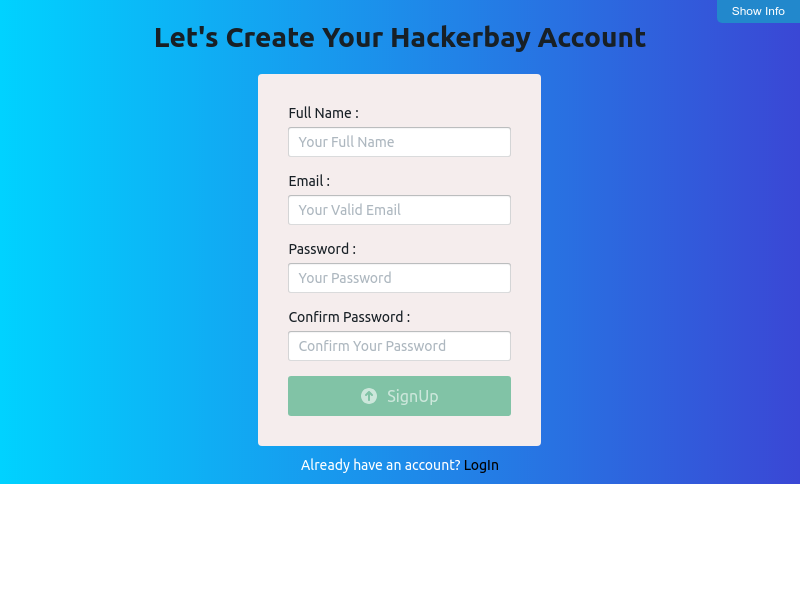 Show Info
Let's Create Your Hackerbay Account
Full Name :
Your Full Name
Email :
Your Valid Email
Password :
Your Password
Confirm Password :
Confirm Your Password
SignUp
Already have an account? LogIn